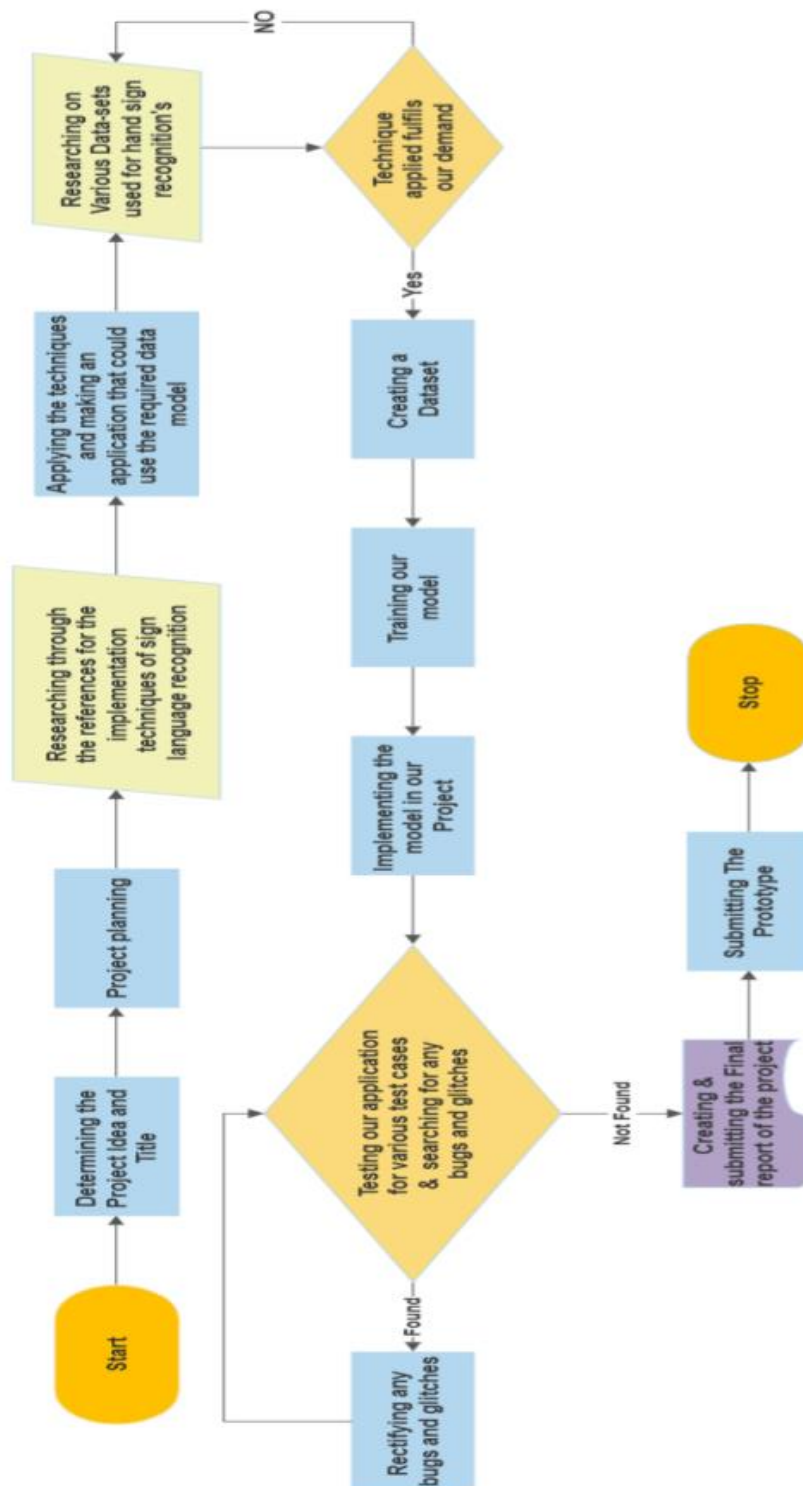 Start
Determining the
Project Idea and
Title
Project planning
Researching through
the references for the
implementation
techniques of sign
language recognition
Applying the techniques
and making an
application that could
use the required data
model
Researching on
Various Data-sets
used for hand sign
recognition's
NO
Technique
applied fulfils
our demand
Yes
Creating a
Dataset
Training our
model
Implementing the
model in our
Project
Testing our application
for various test cases
& searching for any
bugs and glitches
Found
Rectifying any
bugs and glitches
Not Found
Creating &
submitting the Final
report of the project
Submitting The
Prototype
Stop